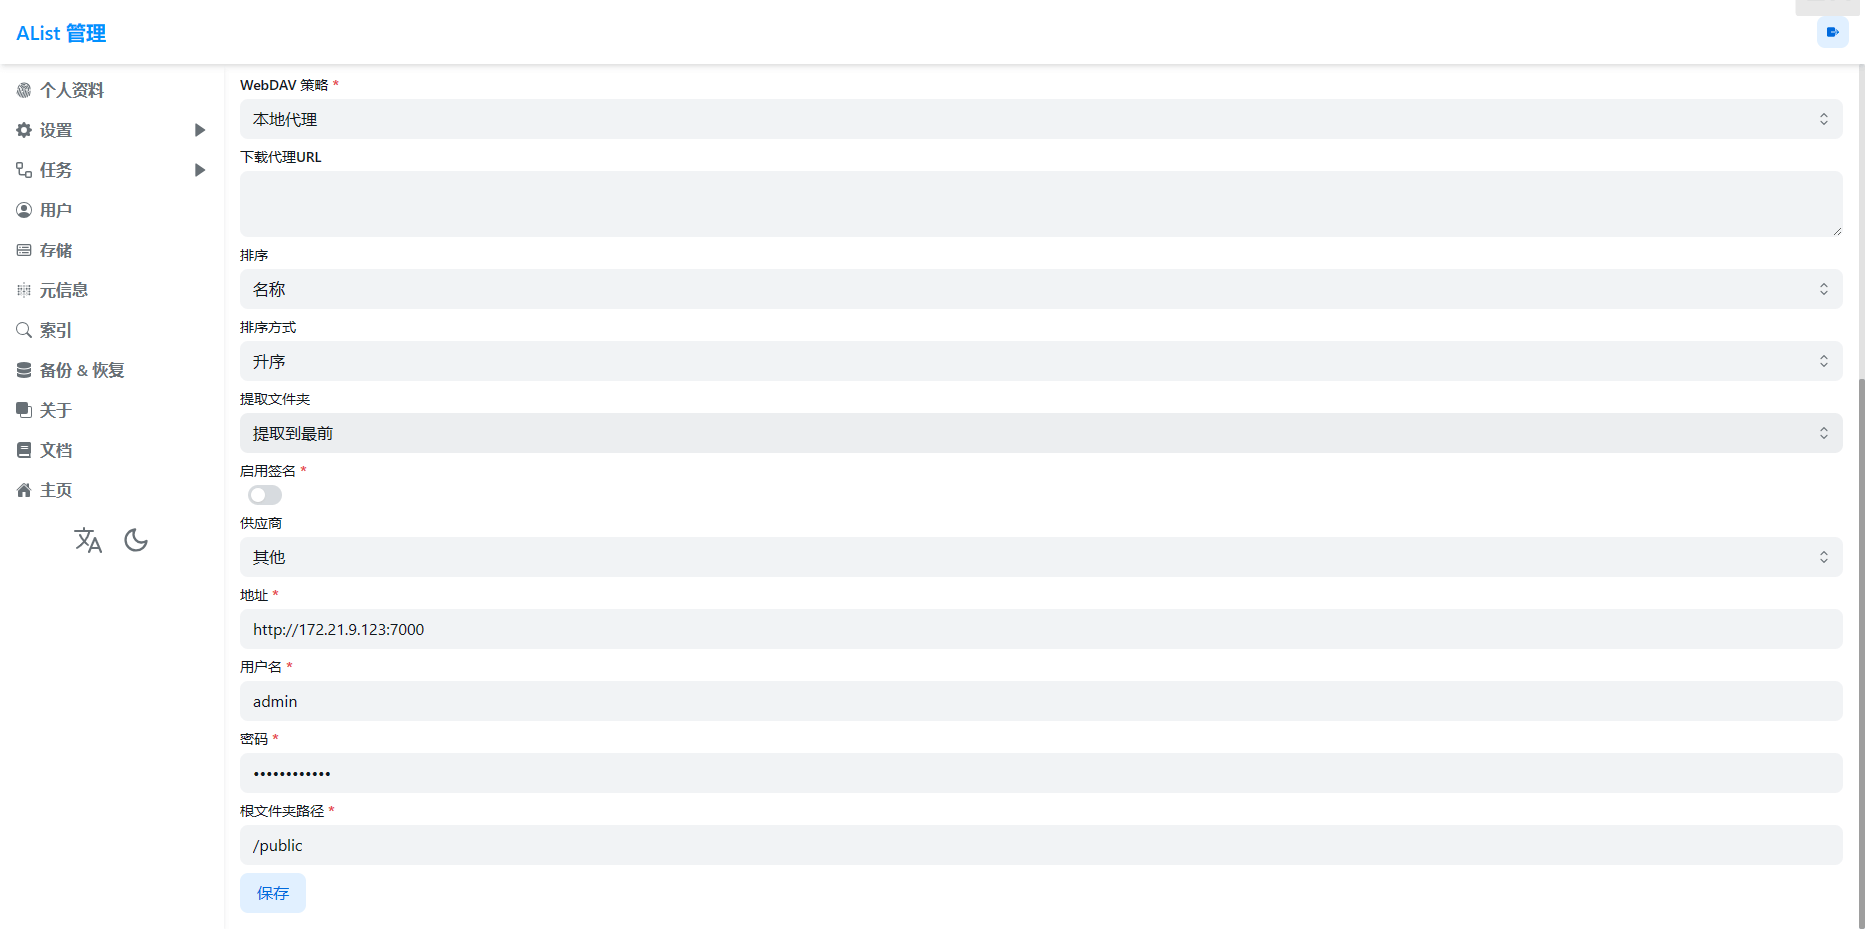 AList 管理
个人资料
设置
任务
用户
存储
元信息
索引
备份 & 恢复
关于
文档
主页
WebDAV 策略 *
本地代理
下载代理URL
排序
名称
排序方式
升序
提取文件夹
提取到最前
启用签名 *
供应商
其他
地址 *
http://172.21.9.123:7000
用户名 *
admin
密码 *
••••••••••••
根文件夹路径 *
/public
保存